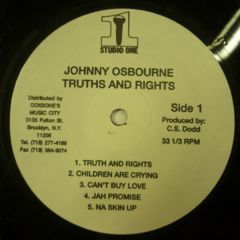 1
STUDIO ONE
JOHNNY OSBOURNE
TRUTHS AND RIGHTS
Distributed by
COXSONE'S
MUSIC CITY
3135 Fulton St.
Brooklyn, N.Y.
11208
Tel. (718) 277-4166
Fax (718) 384-9074
Side 1
Produced by:
C.S. Dodd
33 1/3 RPM
1. TRUTH AND RIGHTS
2. CHILDREN ARE CRYING
3. CAN'T BUY LOVE
4. JAH PROMISE
5. NA SKIN UP